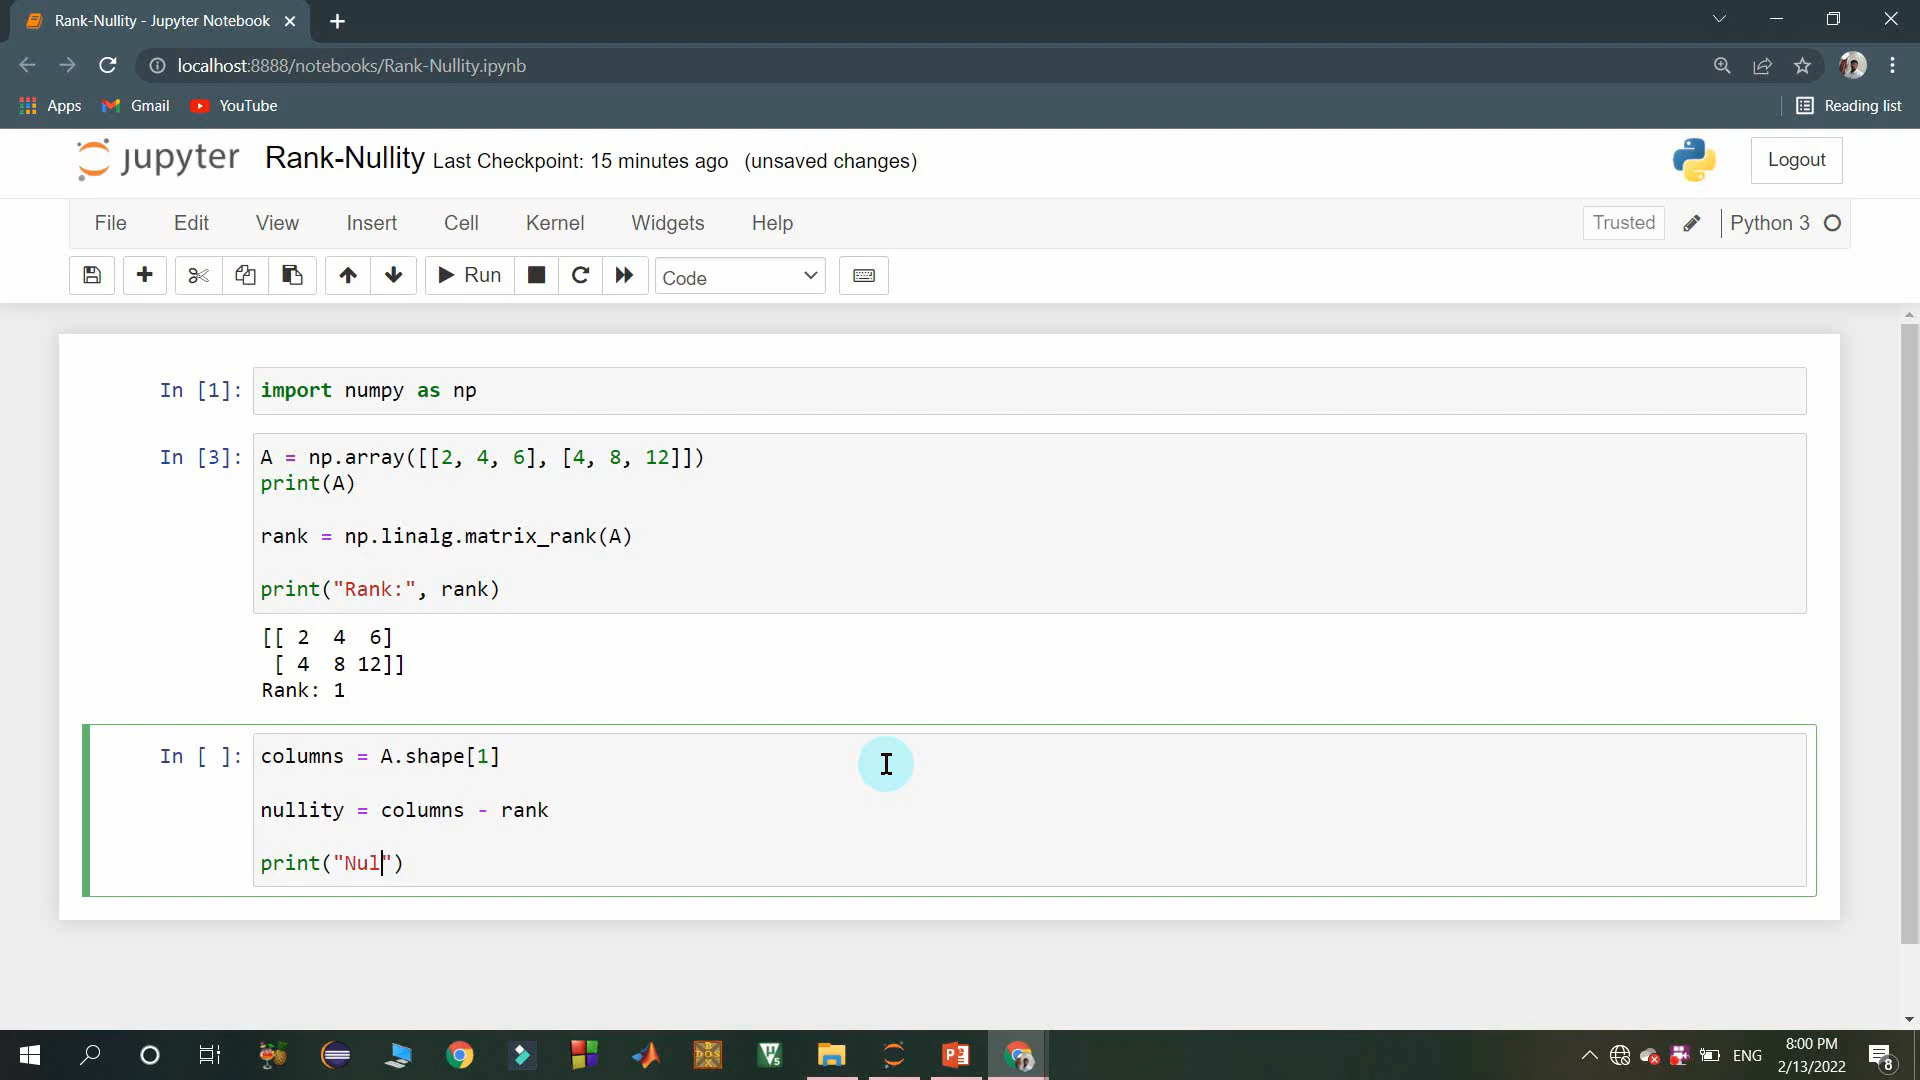 Rank-Nullity - Jupyter Notebook
localhost:8888/notebooks/Rank-Nullity.ipynb
Apps Gmail YouTube Reading list
jupyter Rank-Nullity Last Checkpoint: 15 minutes ago (unsaved changes) Logout
File Edit View Insert Cell Kernel Widgets Help Trusted Python 3
Run Code
In [1]: import numpy as np
In [3]: A = np.array([[2, 4, 6], [4, 8, 12]])
print(A)
rank = np.linalg.matrix_rank(A)
print("Rank:", rank)
[[ 2 4 6]
[ 4 8 12]]
Rank: 1
In [ ]: columns = A.shape[1]
nullity = columns - rank
print("Nul")
ENG 8:00 PM
2/13/2022
8